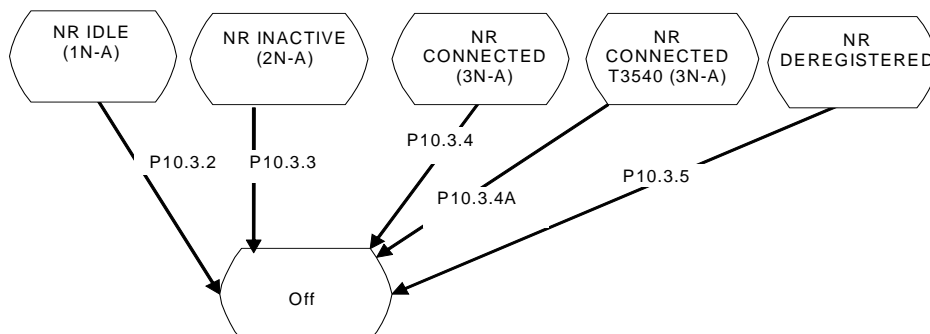 NR IDLE
(1N-A)
NR INACTIVE
(2N-A)
NR
CONNECTED
(3N-A)
NR
CONNECTED
T3540 (3N-A)
NR
DEREGISTERED
P10.3.2
P10.3.3
P10.3.4
P10.3.4A
P10.3.5
Off